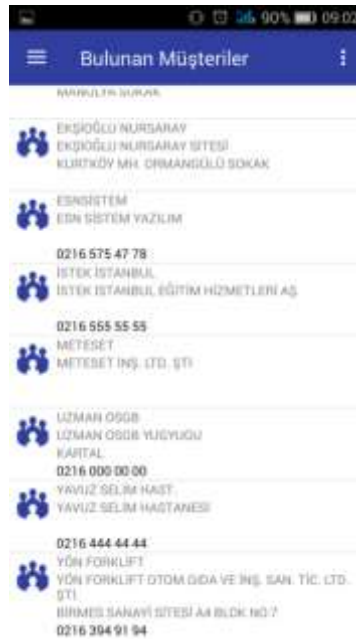 90% 09:02
Bulunan Müşteriler
MANOLYA SOKAK
EKŞİOĞLU NURSARAY
EKŞİOĞLU NURSARAY SİTESİ
KURTKÖY MH. ORMANGÜLÜ SOKAK
ESNSİSTEM
ESN SİSTEM YAZILIM
0216 575 47 78
İSTEK İSTANBUL
İSTEK İSTANBUL EĞİTİM HİZMETLERİ AŞ.
0216 555 55 55
METESET
METESET İNŞ. LTD. ŞTİ
UZMAN OSGB
UZMAN OSGB YUGYUGU
KARTAL
0216 000 00 00
YAVUZ SELİM HAST.
YAVUZ SELİM HASTANESİ
0216 444 44 44
YÖN FORKLİFT
YÖN FORKLİFT OTOM GIDA VE İNŞ. SAN. TİC. LTD.
ŞTİ.
BİRMES SANAYİ SİTESİ A4 BLOK NO:7
0216 394 91 94